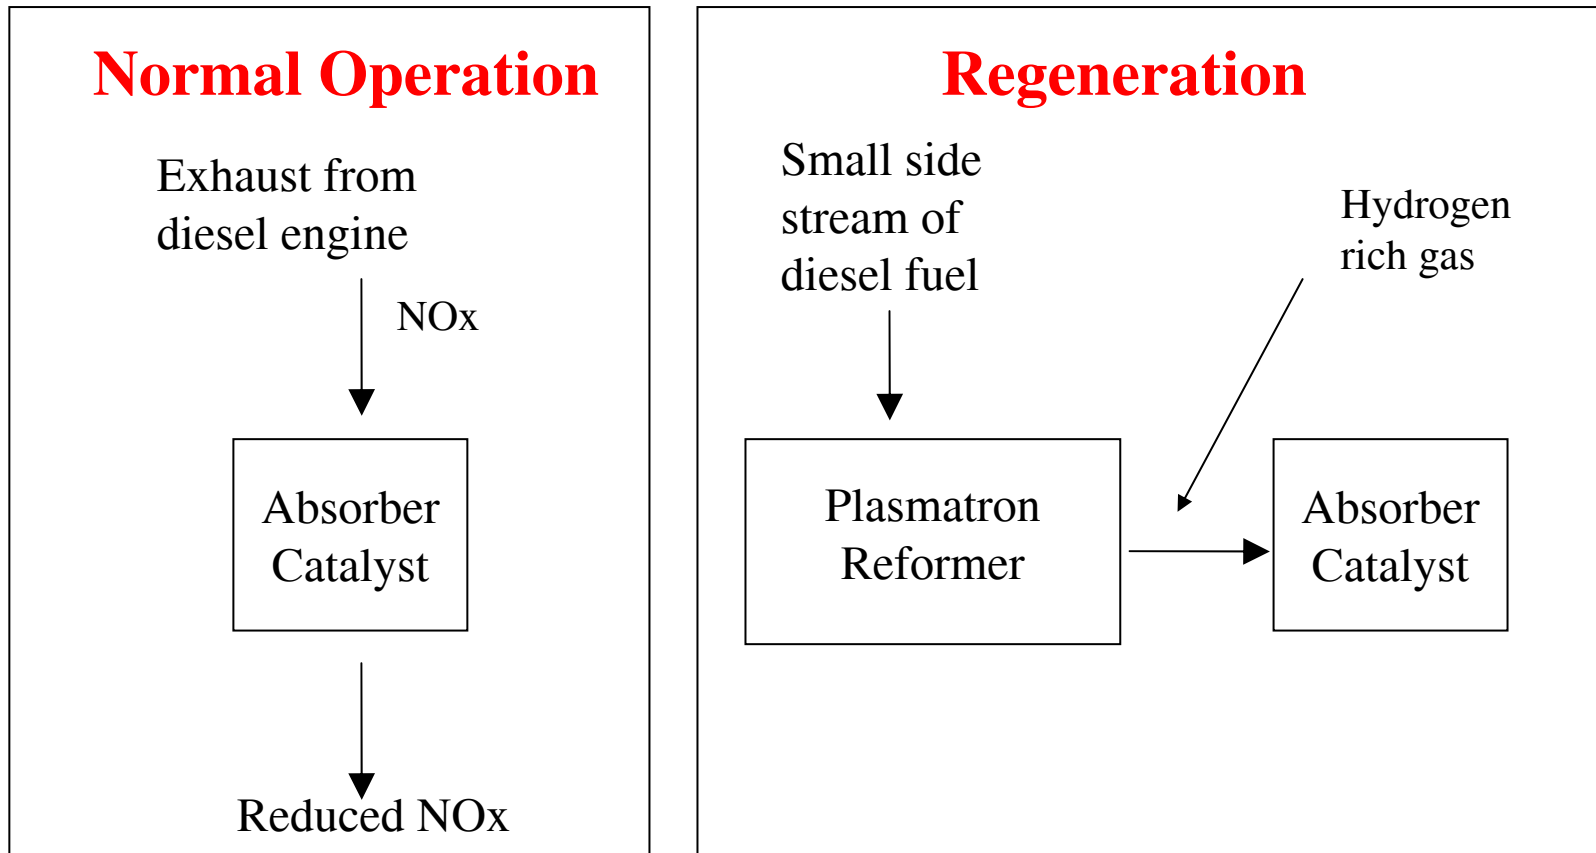 Normal Operation
Exhaust from
diesel engine
NOx
Absorber
Catalyst
Reduced NOx
Regeneration
Small side
stream of
diesel fuel
Hydrogen
rich gas
Plasmatron
Reformer
Absorber
Catalyst